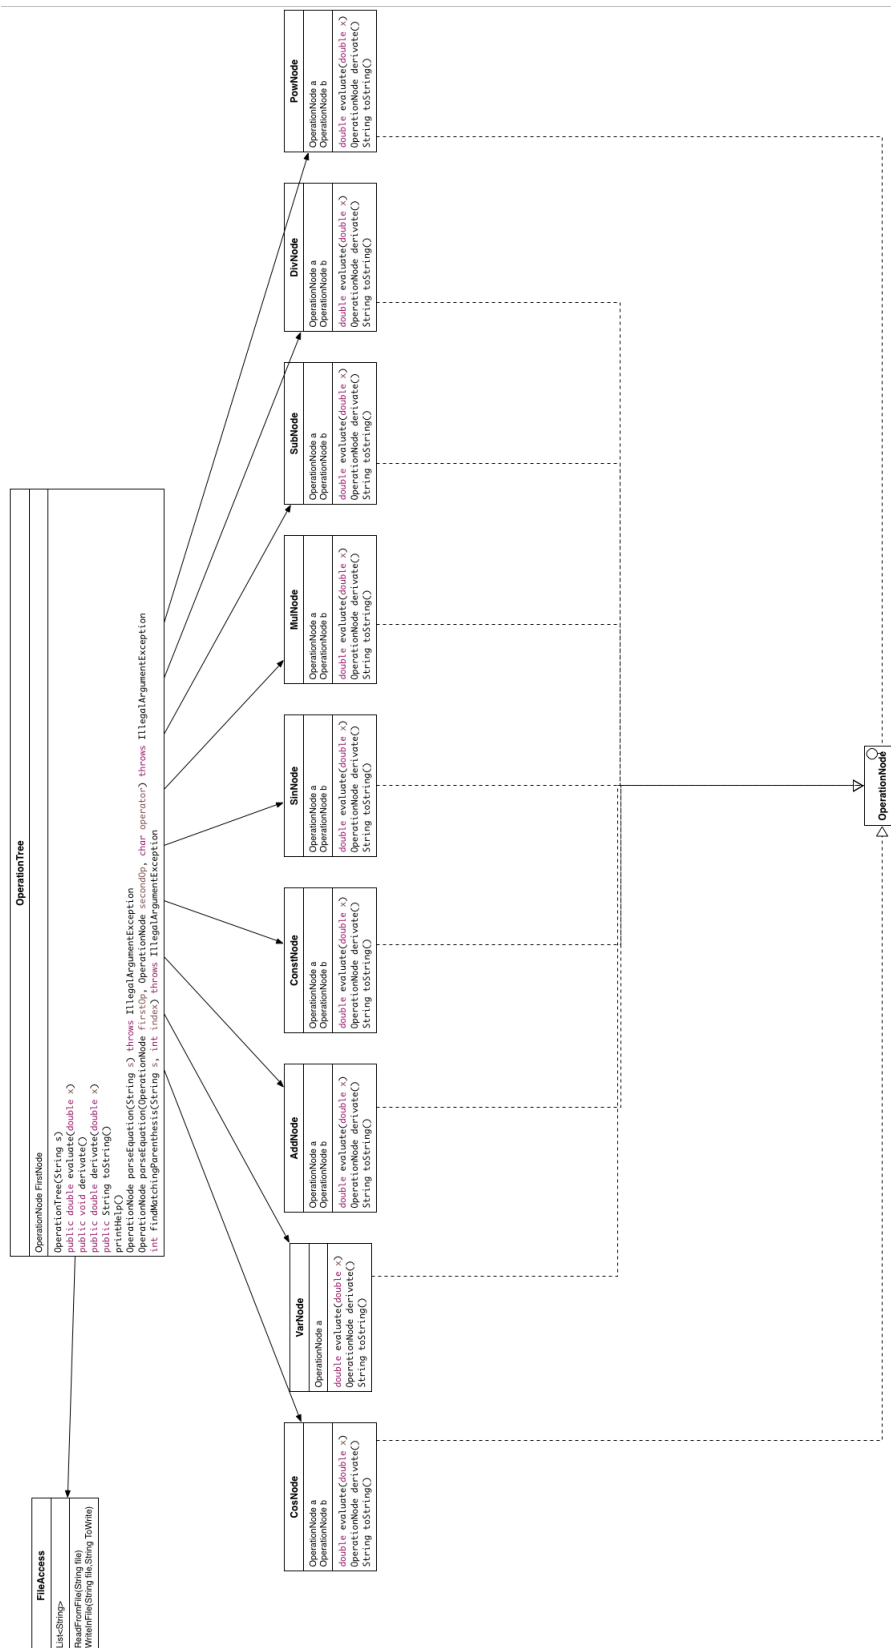 FileAccess
List<String>
ReadFromFile(String file)
WriteInFile(String file,String ToWrite)
OperationTree
OperationNode FirstNode
OperationTree(String s)
public double evaluate(double x)
public void derivate()
public double derivate(double x)
public String toString()
printHelp()
OperationNode parseEquation(String s) throws IllegalArgumentException
OperationNode parseEquation(OperationNode firstOp, OperationNode secondOp, char operator) throws IllegalArgumentException
int findMatchingParenthesis(String s, int index) throws IllegalArgumentException
CosNode
OperationNode a
OperationNode b
double evaluate(double x)
OperationNode derivate()
String toString()
VarNode
OperationNode a
double evaluate(double x)
OperationNode derivate()
String toString()
AddNode
OperationNode a
OperationNode b
double evaluate(double x)
OperationNode derivate()
String toString()
ConstNode
OperationNode a
OperationNode b
double evaluate(double x)
OperationNode derivate()
String toString()
SinNode
OperationNode a
OperationNode b
double evaluate(double x)
OperationNode derivate()
String toString()
MulNode
OperationNode a
OperationNode b
double evaluate(double x)
OperationNode derivate()
String toString()
SubNode
OperationNode a
OperationNode b
double evaluate(double x)
OperationNode derivate()
String toString()
DivNode
OperationNode a
OperationNode b
double evaluate(double x)
OperationNode derivate()
String toString()
PowNode
OperationNode a
OperationNode b
double evaluate(double x)
OperationNode derivate()
String toString()
OperationNode